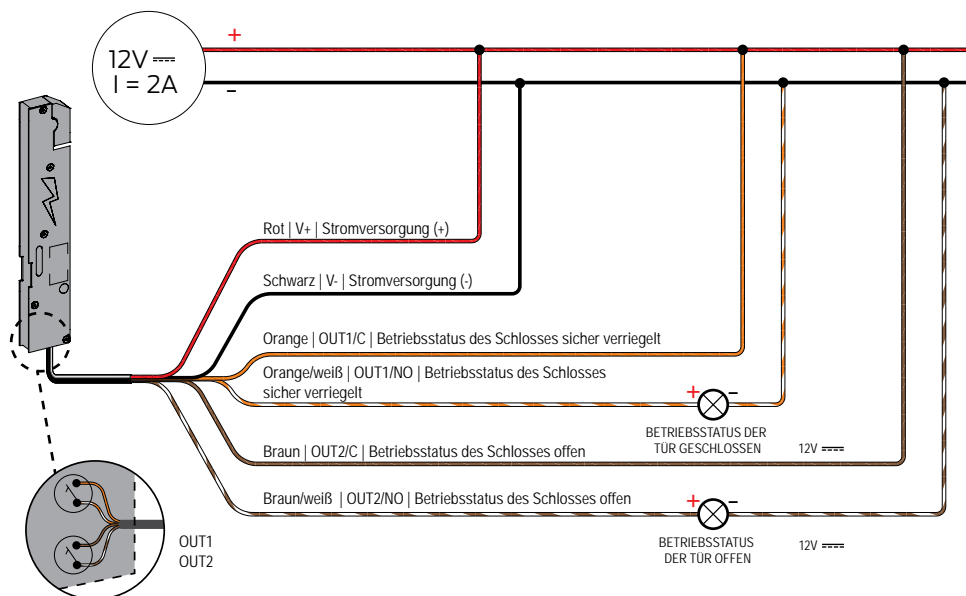 +
12V
I = 2A
–
Rot | V+ | Stromversorgung (+)
Schwarz | V- | Stromversorgung (-)
Orange | OUT1/C | Betriebsstatus des Schlosses sicher verriegelt
Orange/weiß | OUT1/NO | Betriebsstatus des Schlosses
sicher verriegelt
+ –
BETRIEBSSTATUS DER
TÜR GESCHLOSSEN
12V
Braun | OUT2/C | Betriebsstatus des Schlosses offen
Braun/weiß | OUT2/NO | Betriebsstatus des Schlosses offen
+ –
BETRIEBSSTATUS
DER TÜR OFFEN
12V
OUT1
OUT2